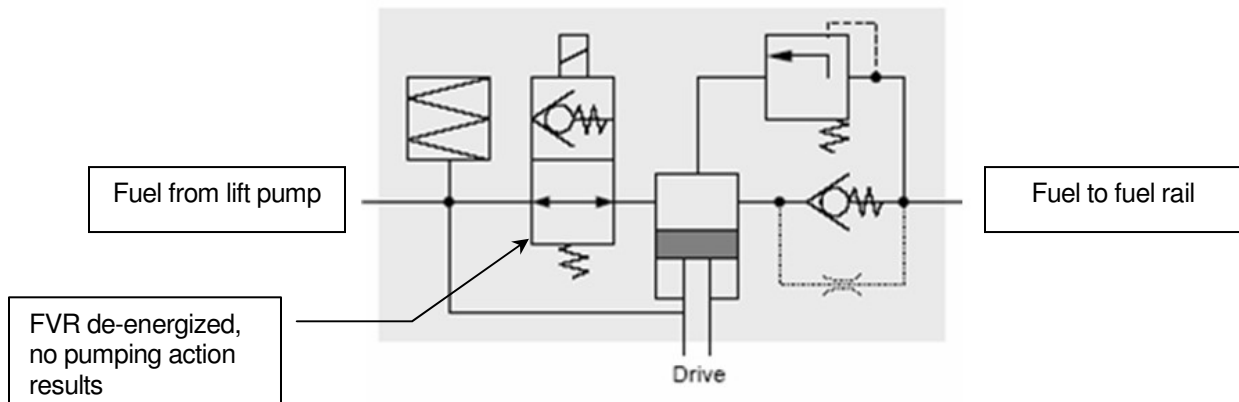 Fuel from lift pump
Fuel to fuel rail
FVR de-energized,
no pumping action
results
Drive